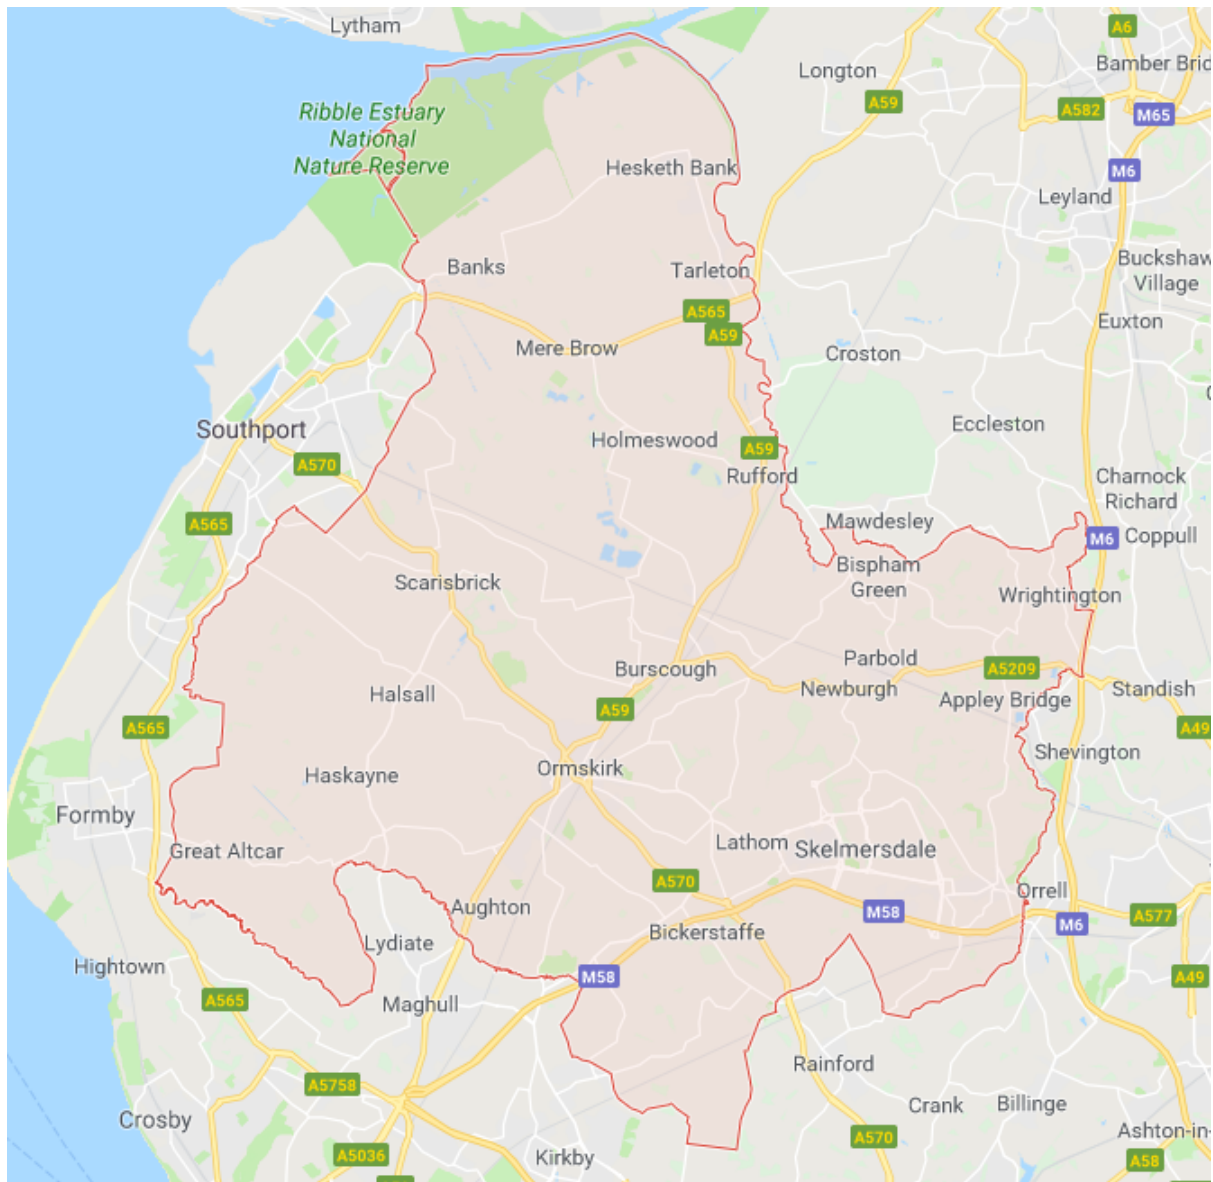 Lytham
A6
Bamber Brid
Longton
A59
A582
M65
Ribble Estuary
National
Nature Reserve
Hesketh Bank
M6
Leyland
Banks
Tarleton
Buckshaw
Village
A565
A59
Euxton
Mere Brow
Croston
Southport
Holmeswood
Eccleston
A59
A570
Rufford
Charnock
Richard
A565
Mawdesley
M6
Coppull
Bispham
Green
Scarisbrick
Wrightington
Burscough
Parbold
A5209
Halsall
Newburgh
Appley Bridge
Standish
A59
A565
A49
Shevington
Ormskirk
Haskayne
Formby
Great Altcar
Lathom
Skelmersdale
A570
Orrell
Aughton
M58
A577
M6
Bickerstaffe
Lydiate
Hightown
M58
A49
A565
Maghull
Rainford
A5758
Crank
Billinge
Crosby
A570
Ashton-in-
A5036
Kirkby
A58